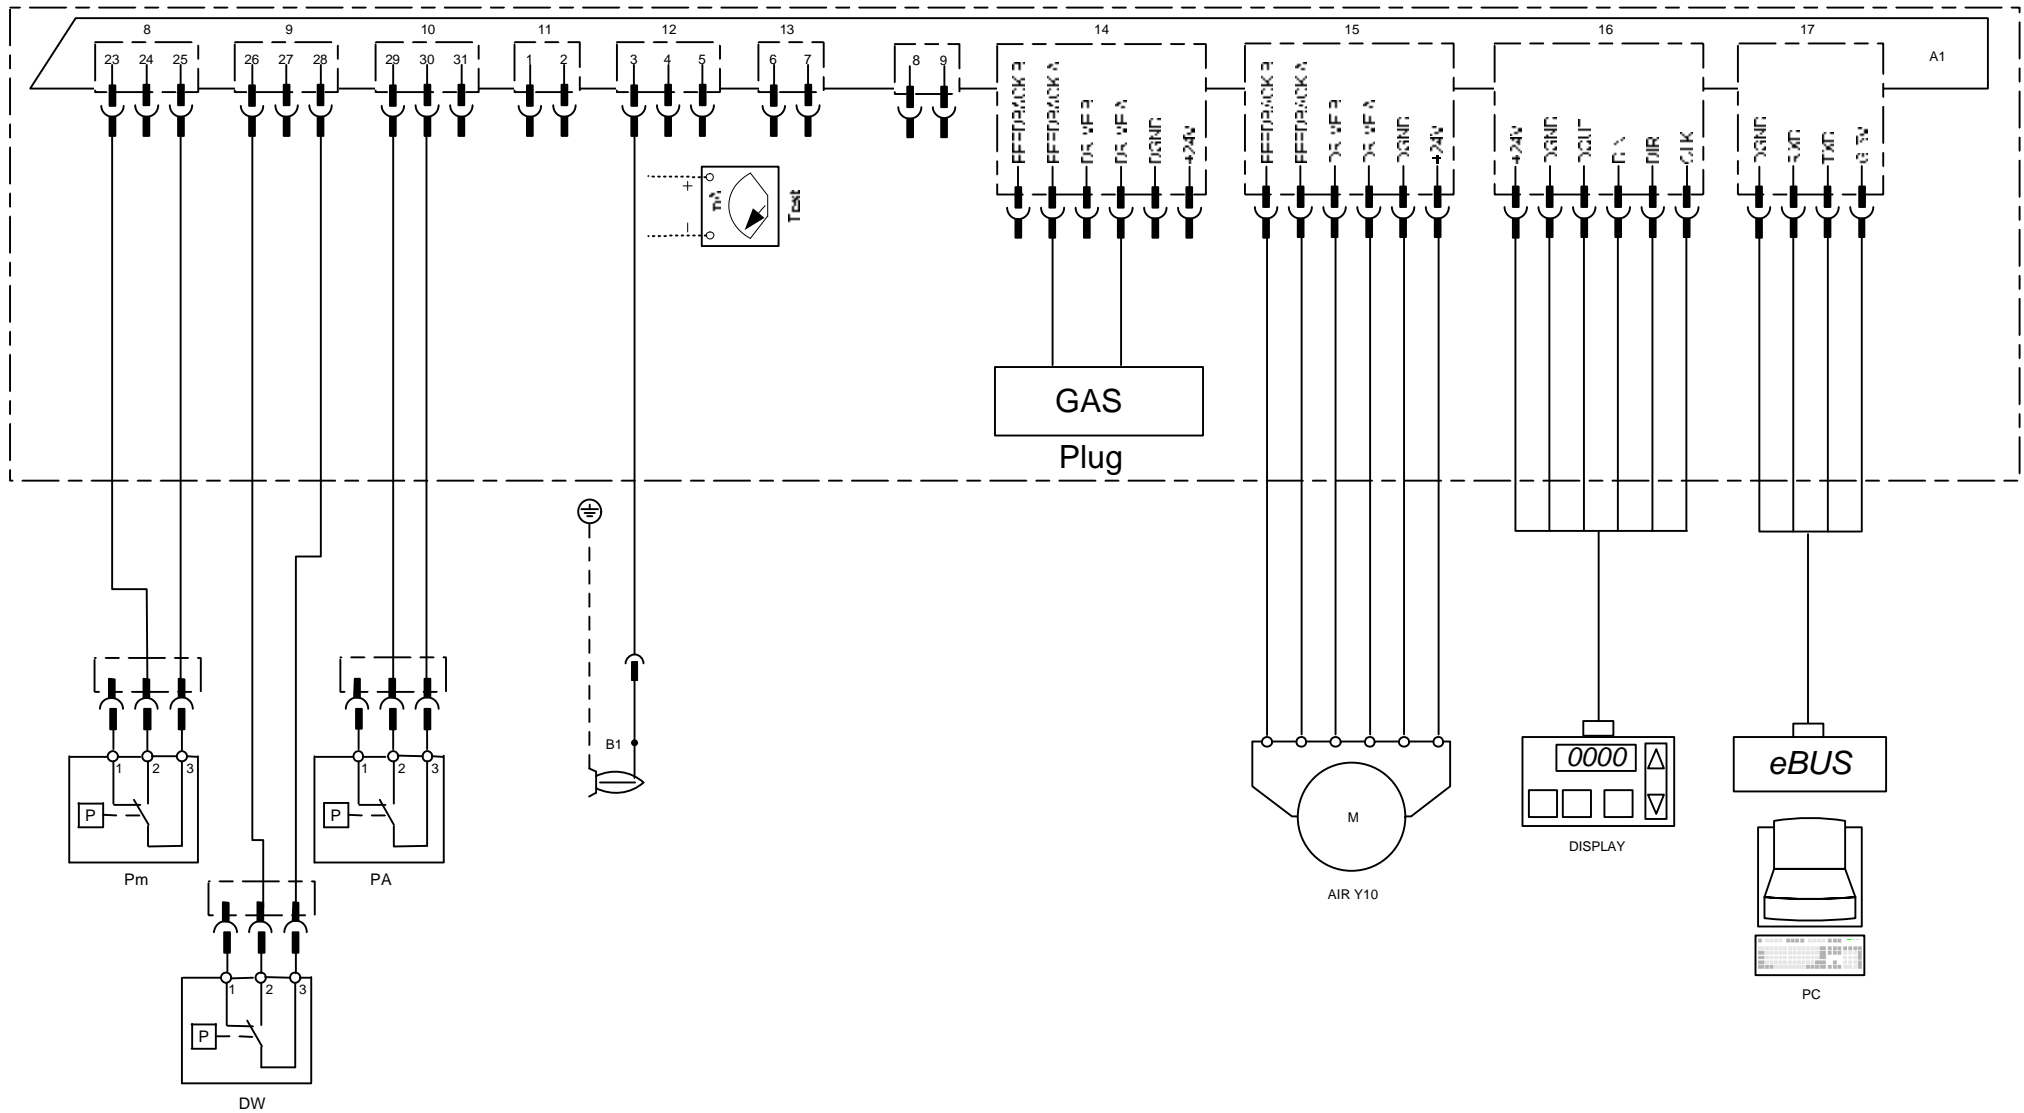 8 9 10 11 12 13 14 15 16 17
23 24 25 26 27 28 29 30 31 1 2 3 4 5 6 7 8 9
A1
FEEDBACK B
FEEDBACK A
DRIVE B
DRIVE A
DGND
+24V
FEEDBACK B
FEEDBACK A
DRIVE B
DRIVE A
DGND
+24V
+24V
DGND
DOUT
DIR
CLK
DGND
RXD
TXD
+
mA
–
Test
GAS
Plug
B1
1 2 3
P
Pm
1 2 3
P
PA
1 2 3
P
DW
M
AIR Y10
0000
DISPLAY
eBUS
PC